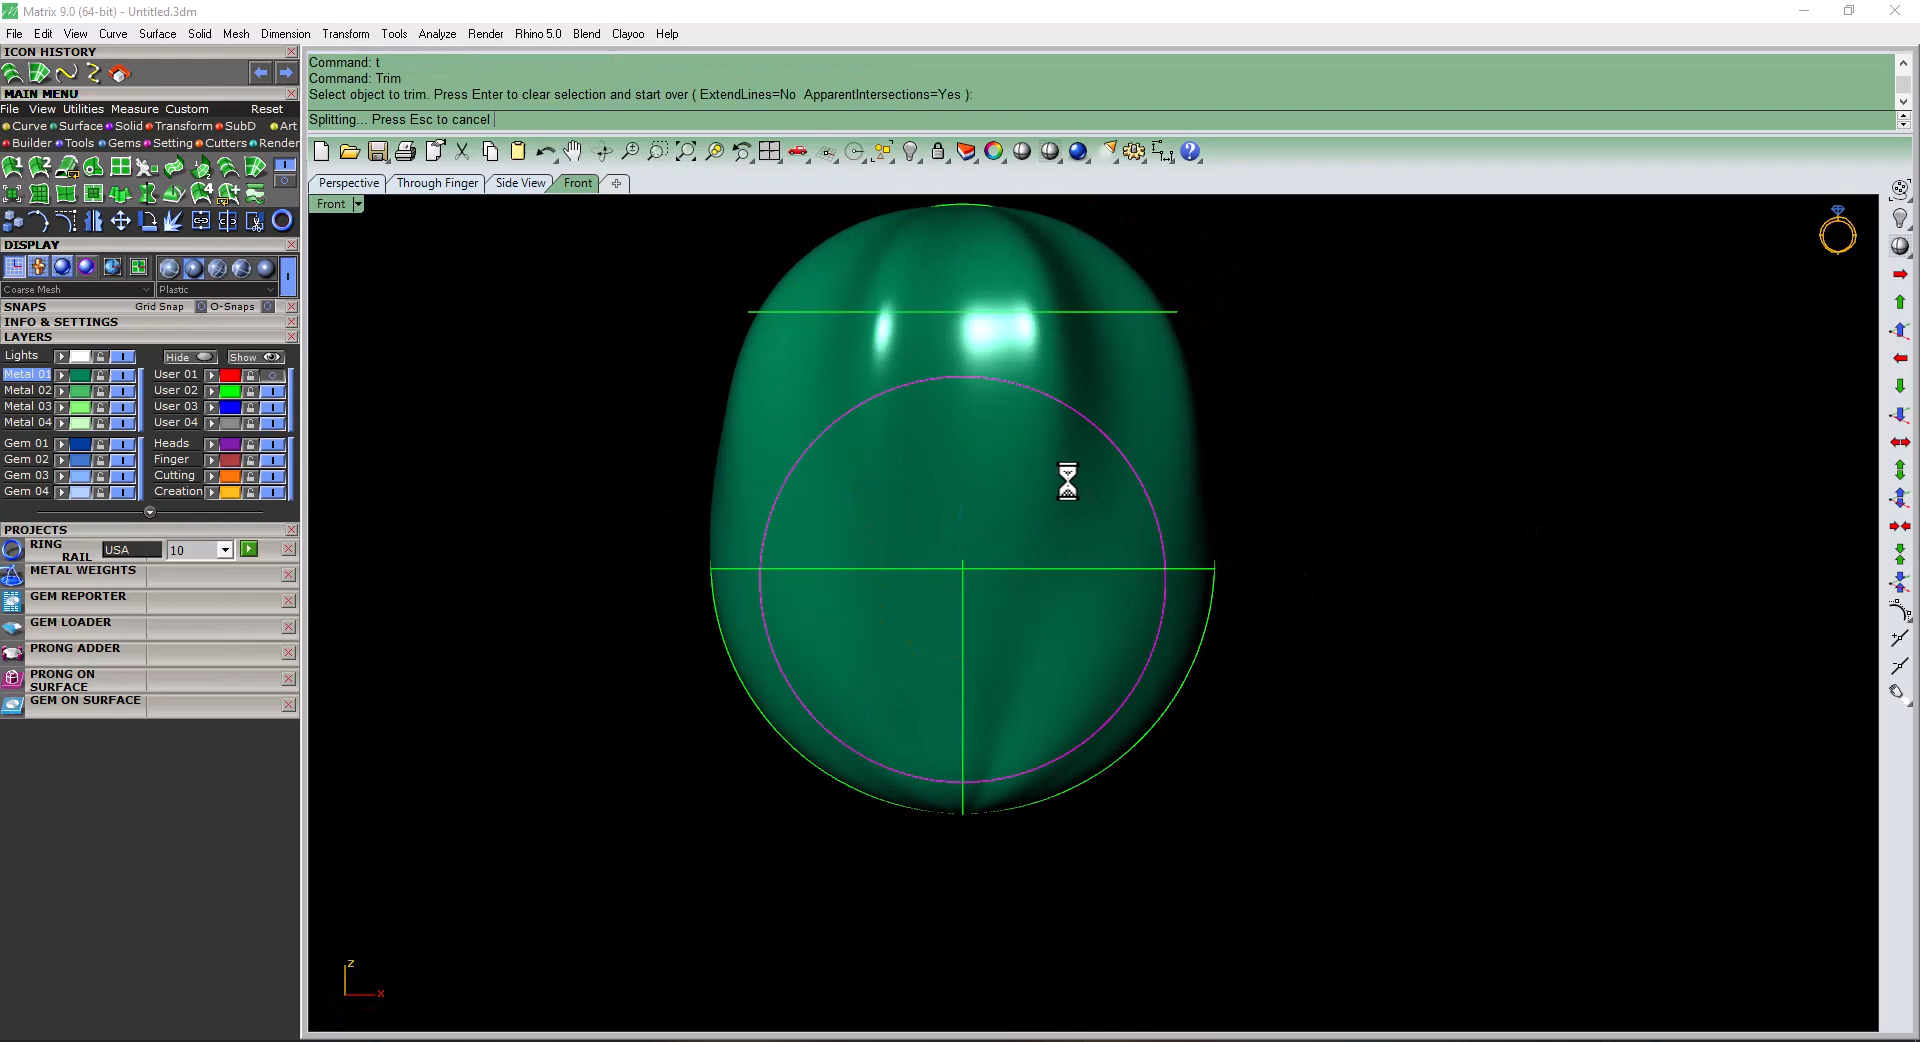 Matrix 9.0 (64-bit) - Untitled.3dm
File Edit View Curve Surface Solid Mesh Dimension Transform Tools Analyze Render Rhino 5.0 Blend Clayoo Help
ICON HISTORY
MAIN MENU
File View Utilities Measure Custom Reset
Curve Surface Solid Transform SubD Art
Builder Tools Gems Setting Cutters Render
DISPLAY
Coarse Mesh Plastic
SNAPS Grid Snap O-Snaps
INFO & SETTINGS
LAYERS
Lights Hide Show
Metal 01 User 01
Metal 02 User 02
Metal 03 User 03
Metal 04 User 04
Gem 01 Heads
Gem 02 Finger
Gem 03 Cutting
Gem 04 Creation
PROJECTS
RING RAIL USA 10
METAL WEIGHTS
GEM REPORTER
GEM LOADER
PRONG ADDER
PRONG ON
SURFACE
GEM ON SURFACE
Command: t
Command: Trim
Select object to trim. Press Enter to clear selection and start over ( ExtendLines=No ApparentIntersections=Yes ):
Splitting... Press Esc to cancel
Perspective Through Finger Side View Front
Front
z
x